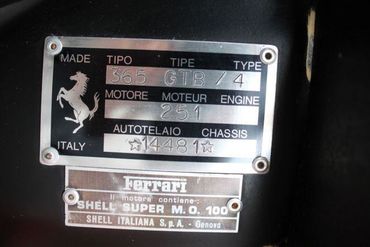 MADE TIPO TIPE TYPE
365 GTB/4
MOTORE MOTEUR ENGINE
251
AUTOTELAIO CHASSIS
ITALY ☆14481☆
Ferrari
Il motore contiene:
SHELL SUPER M.O. 100
SHELL ITALIANA S.p.A. - Genova